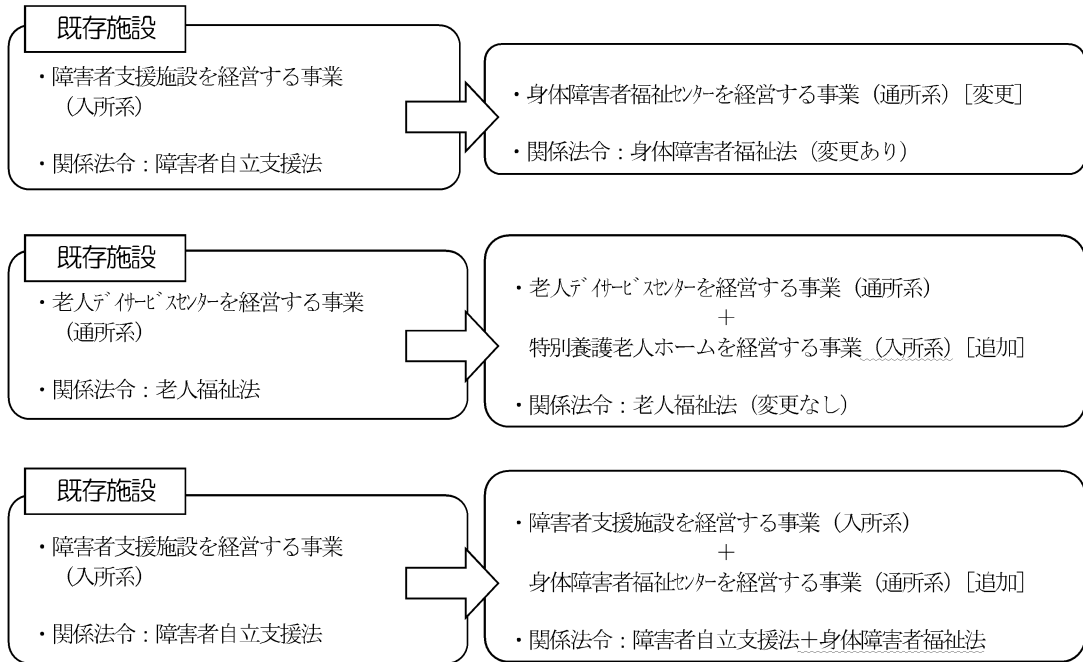 既存施設
・障害者支援施設を経営する事業
(入所系)
・関係法令：障害者自立支援法
・身体障害者福祉ｾﾝﾀｰを経営する事業（通所系）［変更］
・関係法令：身体障害者福祉法（変更あり）
既存施設
・老人ﾃﾞｲｻｰﾋﾞｽｾﾝﾀｰを経営する事業
（通所系）
・関係法令：老人福祉法
・老人ﾃﾞｲｻｰﾋﾞｽｾﾝﾀｰを経営する事業（通所系）
＋
特別養護老人ホームを経営する事業（入所系）［追加］
・関係法令：老人福祉法（変更なし）
既存施設
・障害者支援施設を経営する事業
（入所系）
・関係法令：障害者自立支援法
・障害者支援施設を経営する事業（入所系）
＋
身体障害者福祉ｾﾝﾀｰを経営する事業（通所系）［追加］
・関係法令：障害者自立支援法＋身体障害者福祉法